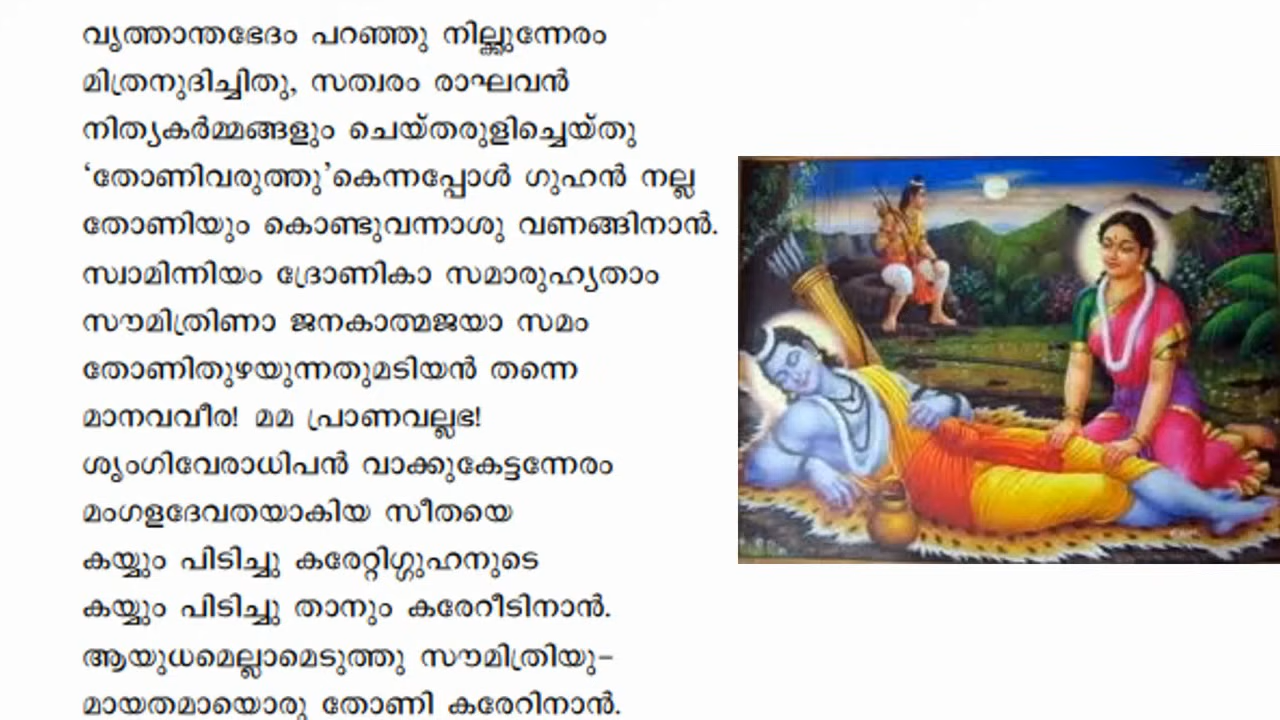 വൃത്താന്തഭേദം പറഞ്ഞു നില്ക്കുന്നേരം
മിത്രനുദിച്ചിതു, സത്വരം രാഘവൻ
നിത്യകർമ്മങ്ങളും ചെയ്തരുളിച്ചെയ്തു
‘തോണിവരുത്തു’കെന്നപ്പോൾ ഗുഹൻ നല്ല
തോണിയും കൊണ്ടുവന്നാശു വണങ്ങിനാൻ.
സ്വാമിന്നിയം ദ്രോണികാ സമാരുഹ്യതാം
സൗമിത്രിണാ ജനകാത്മജയാ സമം
തോണിതുഴയുന്നതുമടിയൻ തന്നെ
മാനവവീര! മമ പ്രാണവല്ലഭ!
ശൃംഗിവേരാധിപൻ വാക്കുകേട്ടന്നേരം
മംഗളദേവതയാകിയ സീതയെ
കയ്യും പിടിച്ചു കരേറ്റിഗ്ഗുഹനുടെ
കയ്യും പിടിച്ചു താനും കരേറീടിനാൻ.
ആയുധമെല്ലാമെടുത്തു സൗമിത്രിയു–
മായതമായൊരു തോണി കരേറിനാൻ.